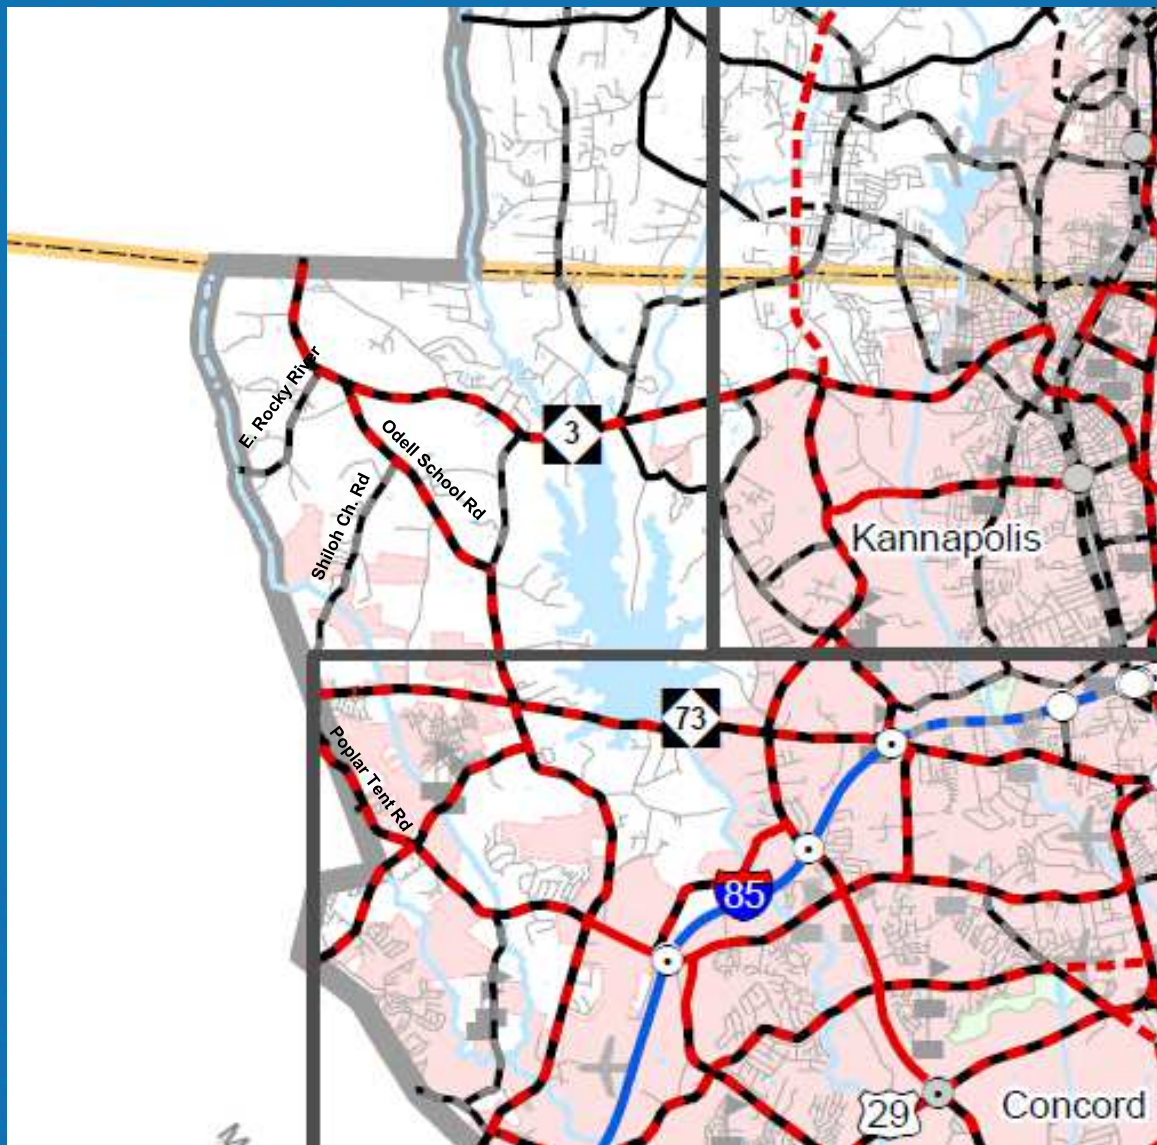 E. Rocky River
3
Odell School Rd
Shiloh Ch. Rd
Kannapolis
73
Poplar Tent Rd
85
29
Concord
M